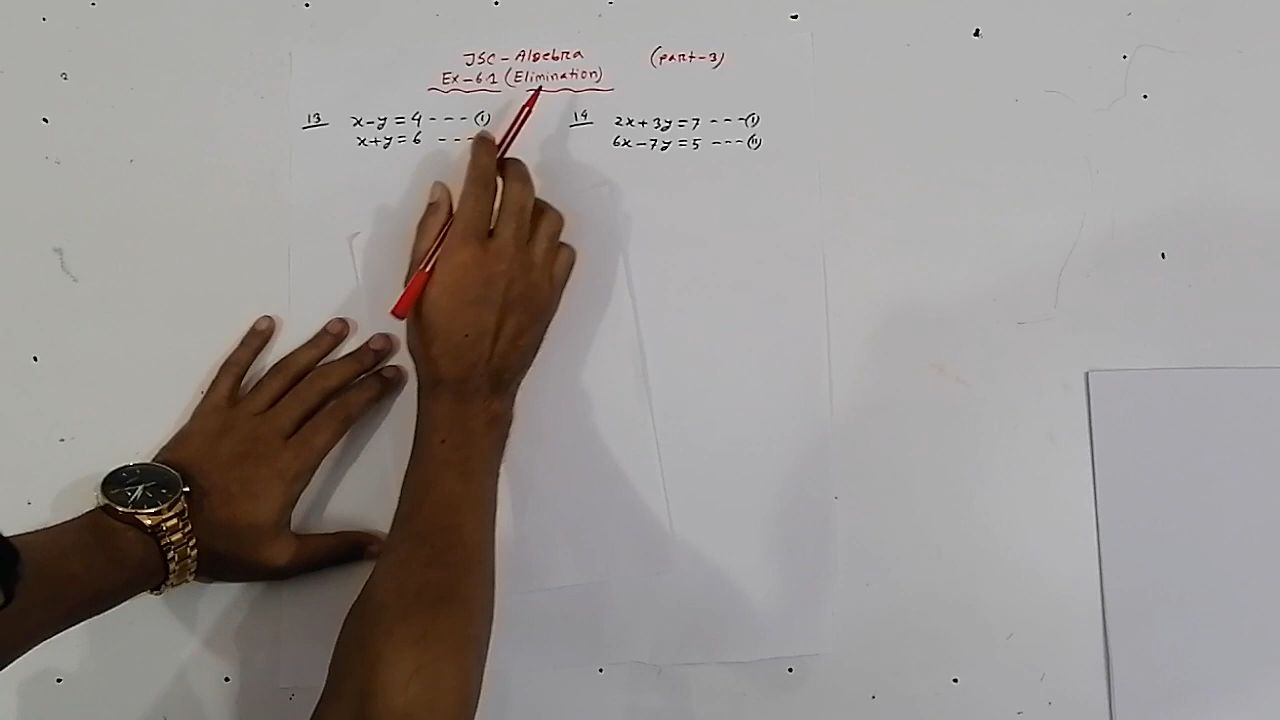 JSC-Algebra (part-3)
Ex-6.1 (Elimination)
13 x-y=4 ----(i)
x+y=6 ---
14 2x+3y=7 ---(i)
6x-7y=5 ---(ii)